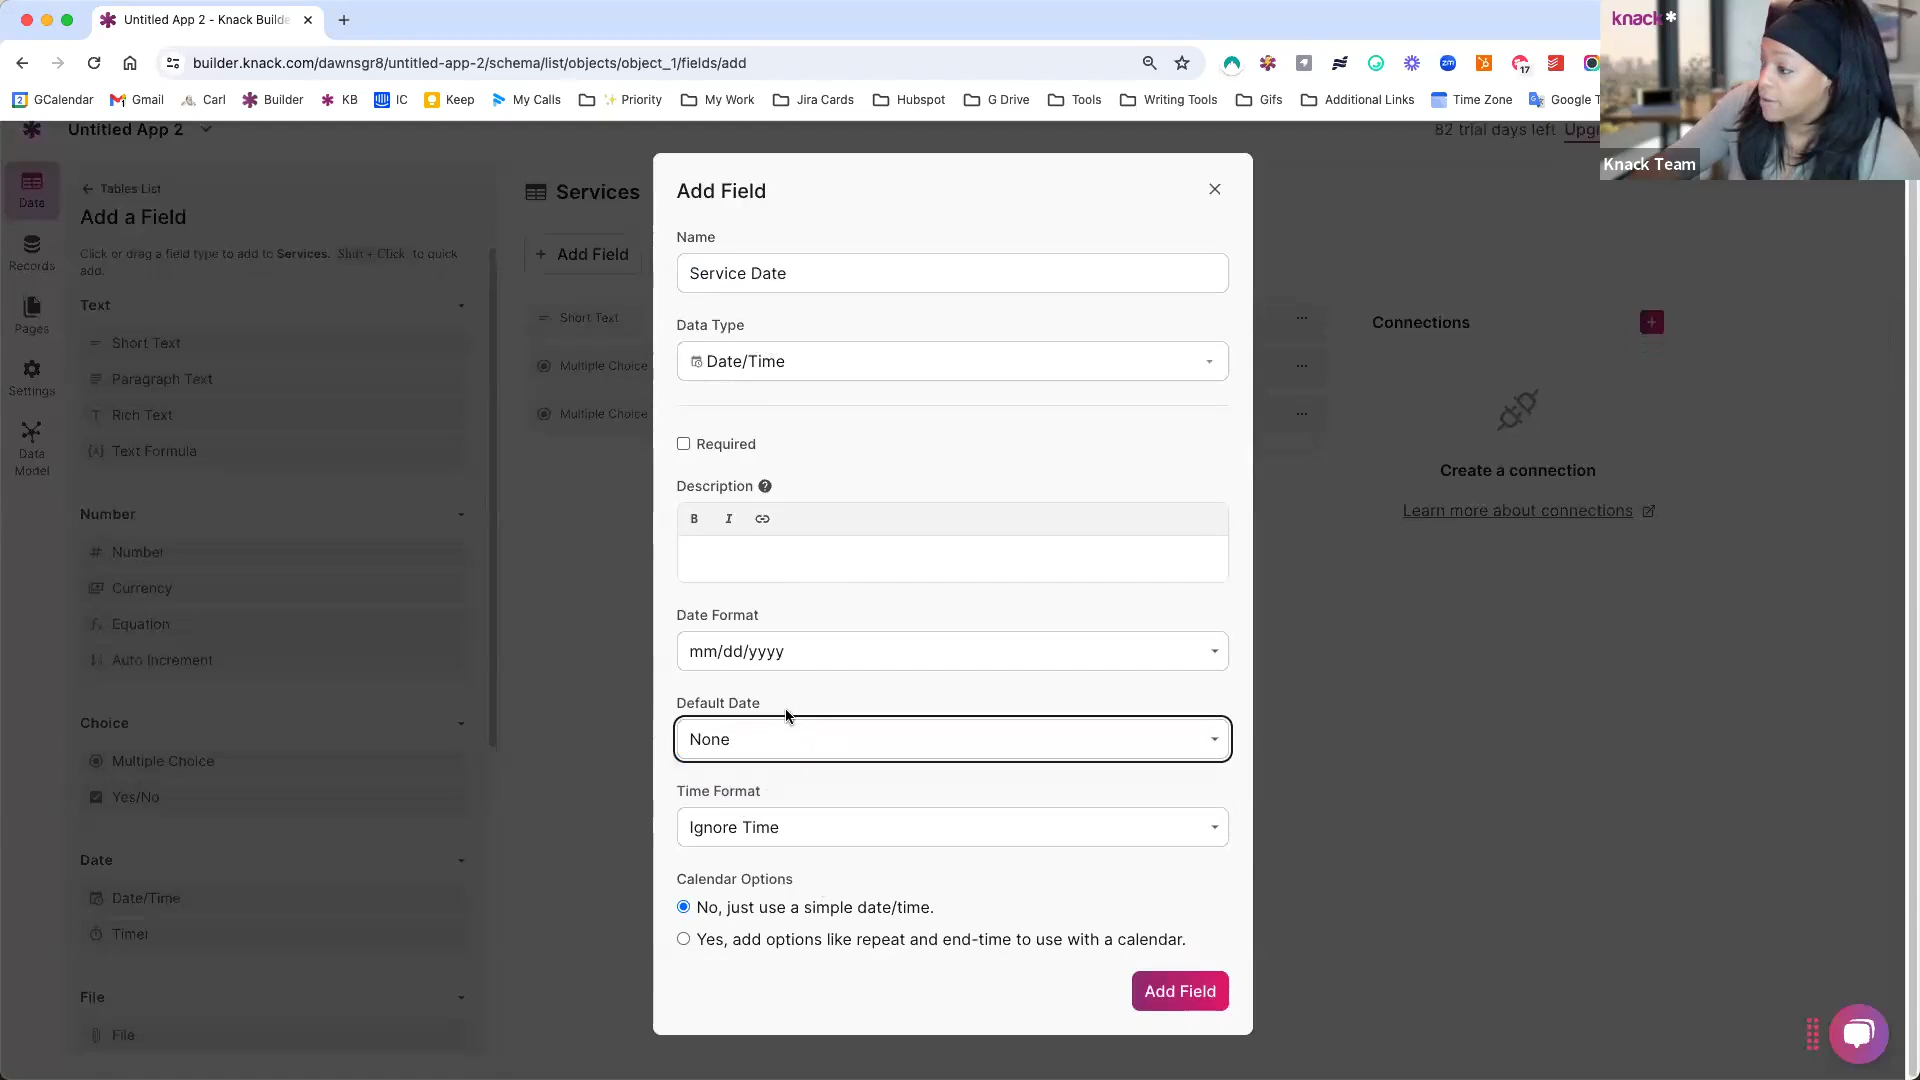 Untitled App 2 - Knack Builde
builder.knack.com/dawnsgr8/untitled-app-2/schema/list/objects/object_1/fields/add
17
GCalendar
Gmail
Carl
Builder
KB
IC
Keep
My Calls
Priority
My Work
Jira Cards
Hubspot
G Drive
Tools
Writing Tools
Gifs
Additional Links
Time Zone
Google T
knack*
Knack Team
Untitled App 2
82 trial days left Upgr
Data
Records
Pages
Settings
Data Model
Tables List
Add a Field
Click or drag a field type to add to Services. Shift + Click to quick
add.
Text
Short Text
Paragraph Text
Rich Text
Text Formula
Number
Number
Currency
Equation
Auto Increment
Choice
Multiple Choice
Yes/No
Date
Date/Time
Timer
File
File
Services
+ Add Field
Short Text
Multiple Choice
Multiple Choice
Add Field
Name
Service Date
Data Type
Date/Time
Required
Description
B I
Date Format
mm/dd/yyyy
Default Date
None
Time Format
Ignore Time
Calendar Options
No, just use a simple date/time.
Yes, add options like repeat and end-time to use with a calendar.
Add Field
Connections
Create a connection
Learn more about connections